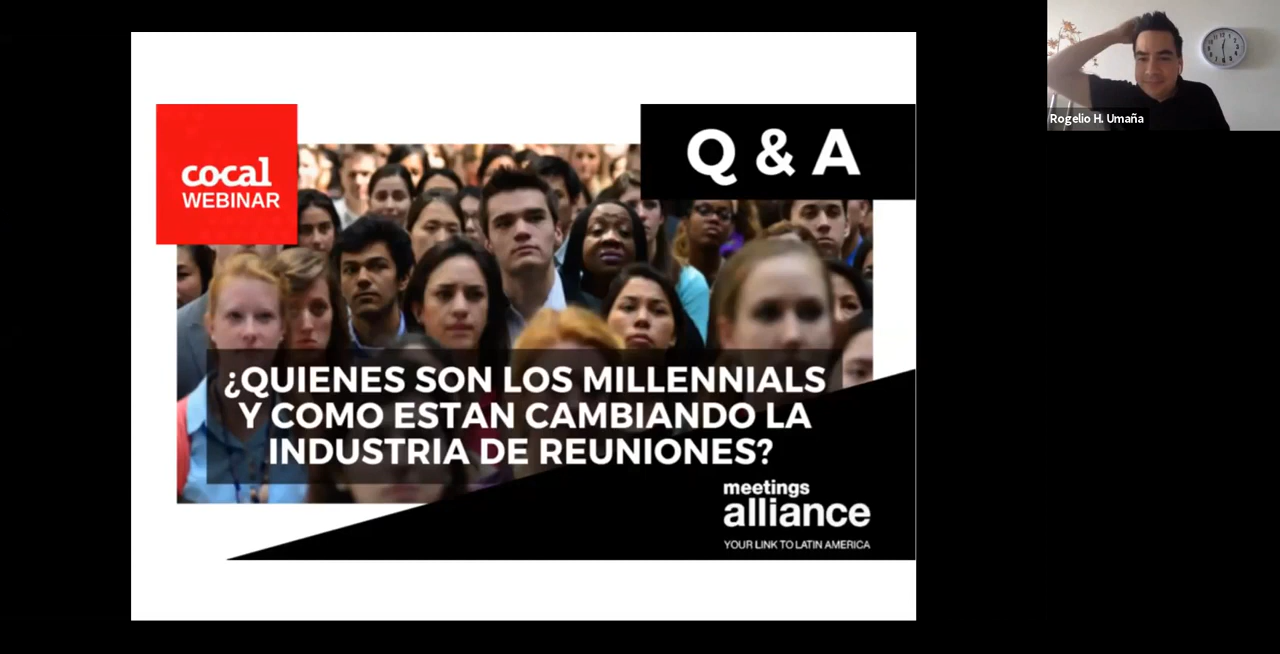 cocal
WEBINAR
Q & A
¿QUIENES SON LOS MILLENNIALS
Y COMO ESTAN CAMBIANDO LA
INDUSTRIA DE REUNIONES?
meetings
alliance
YOUR LINK TO LATIN AMERICA
Rogelio H. Umaña